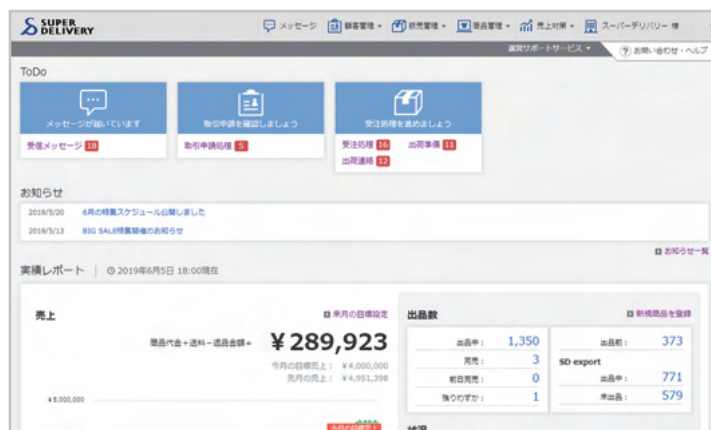 SUPER DELIVERY
メッセージ 顧客管理 販売管理 商品管理 売上対策 スーパーデリバリー 様
運営サポートサービス お問い合わせ・ヘルプ
ToDo
メッセージが届いています 取引申請を確認しましょう 受注処理を進めましょう
受信メッセージ 18 取引申請処理 5 受注処理 16 出荷準備 11
出荷連絡 12
お知らせ
2019/5/20 6月の特集スケジュール公開しました
2019/5/13 BIG SALE特集開催のお知らせ
お知らせ一覧
実績レポート | 2019年6月5日 18:00現在
売上 来月の目標設定 出品数 新規商品を登録
商品代金+送料-返品金額= ¥289,923
今月の目標売上: ¥4,000,000
先月の売上: ¥4,951,398
¥5,000,000
今月の目標売上
出品中: 1,350 出品前: 373
完売: 3 SD export
前日完売: 0 出品中: 771
残りわずか: 1 未出品: 579
状況